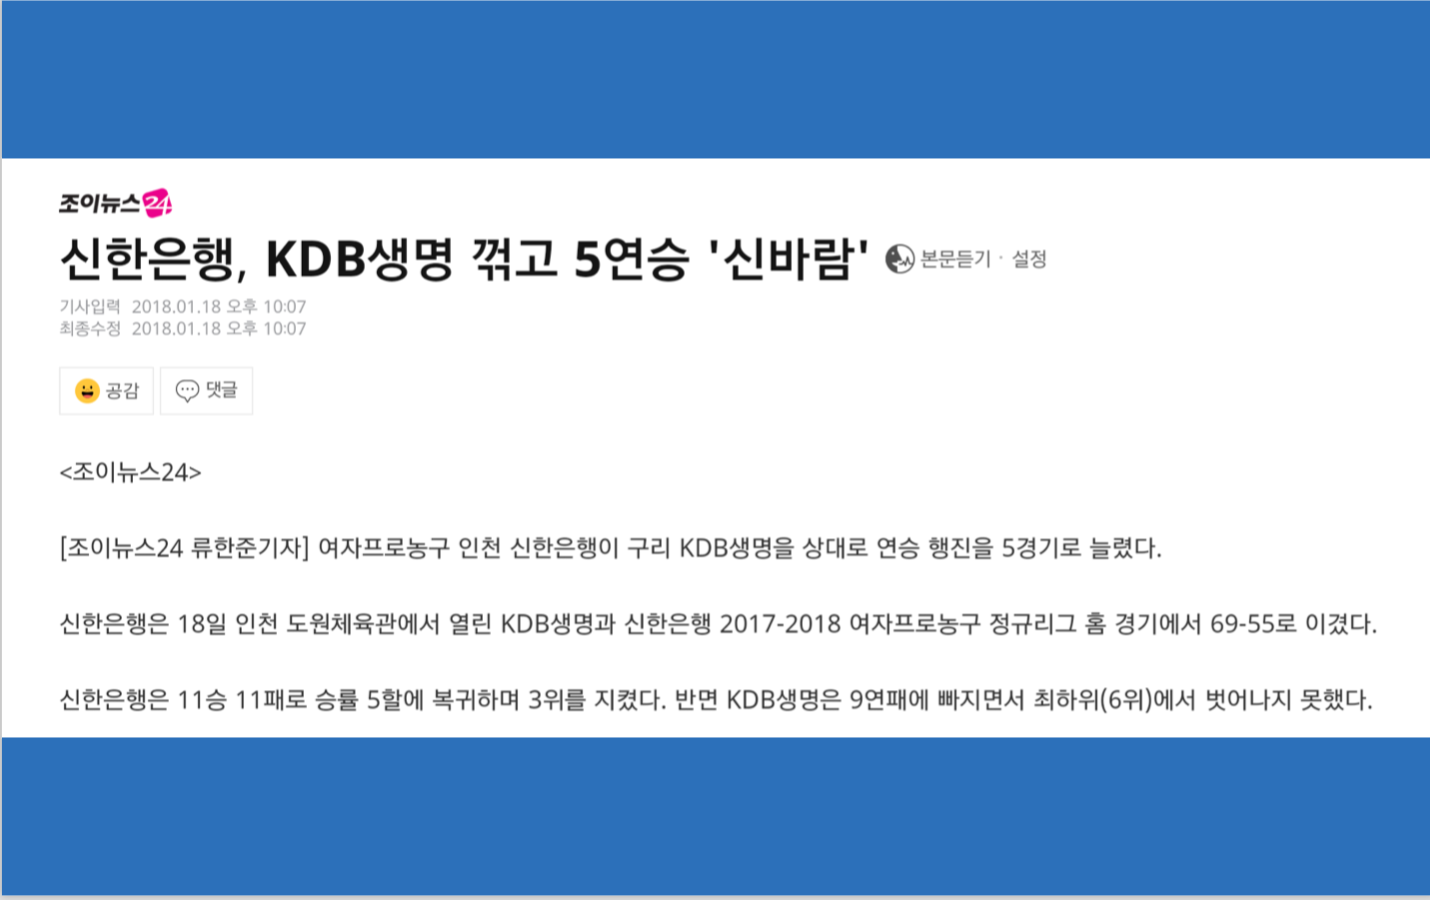 조이뉴스24
신한은행, KDB생명 꺾고 5연승 '신바람' 본문듣기 · 설정
기사입력 2018.01.18 오후 10:07
최종수정 2018.01.18 오후 10:07
공감 댓글
<조이뉴스24>
[조이뉴스24 류한준기자] 여자프로농구 인천 신한은행이 구리 KDB생명을 상대로 연승 행진을 5경기로 늘렸다.
신한은행은 18일 인천 도원체육관에서 열린 KDB생명과 신한은행 2017-2018 여자프로농구 정규리그 홈 경기에서 69-55로 이겼다.
신한은행은 11승 11패로 승률 5할에 복귀하며 3위를 지켰다. 반면 KDB생명은 9연패에 빠지면서 최하위(6위)에서 벗어나지 못했다.